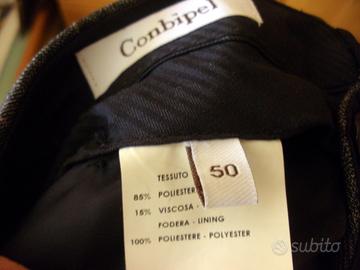 Conbipel
50
TESSUTO
85% POLIESTER
15% VISCOSA -
FODERA - LINING
100% POLIESTERE - POLYESTER
subito